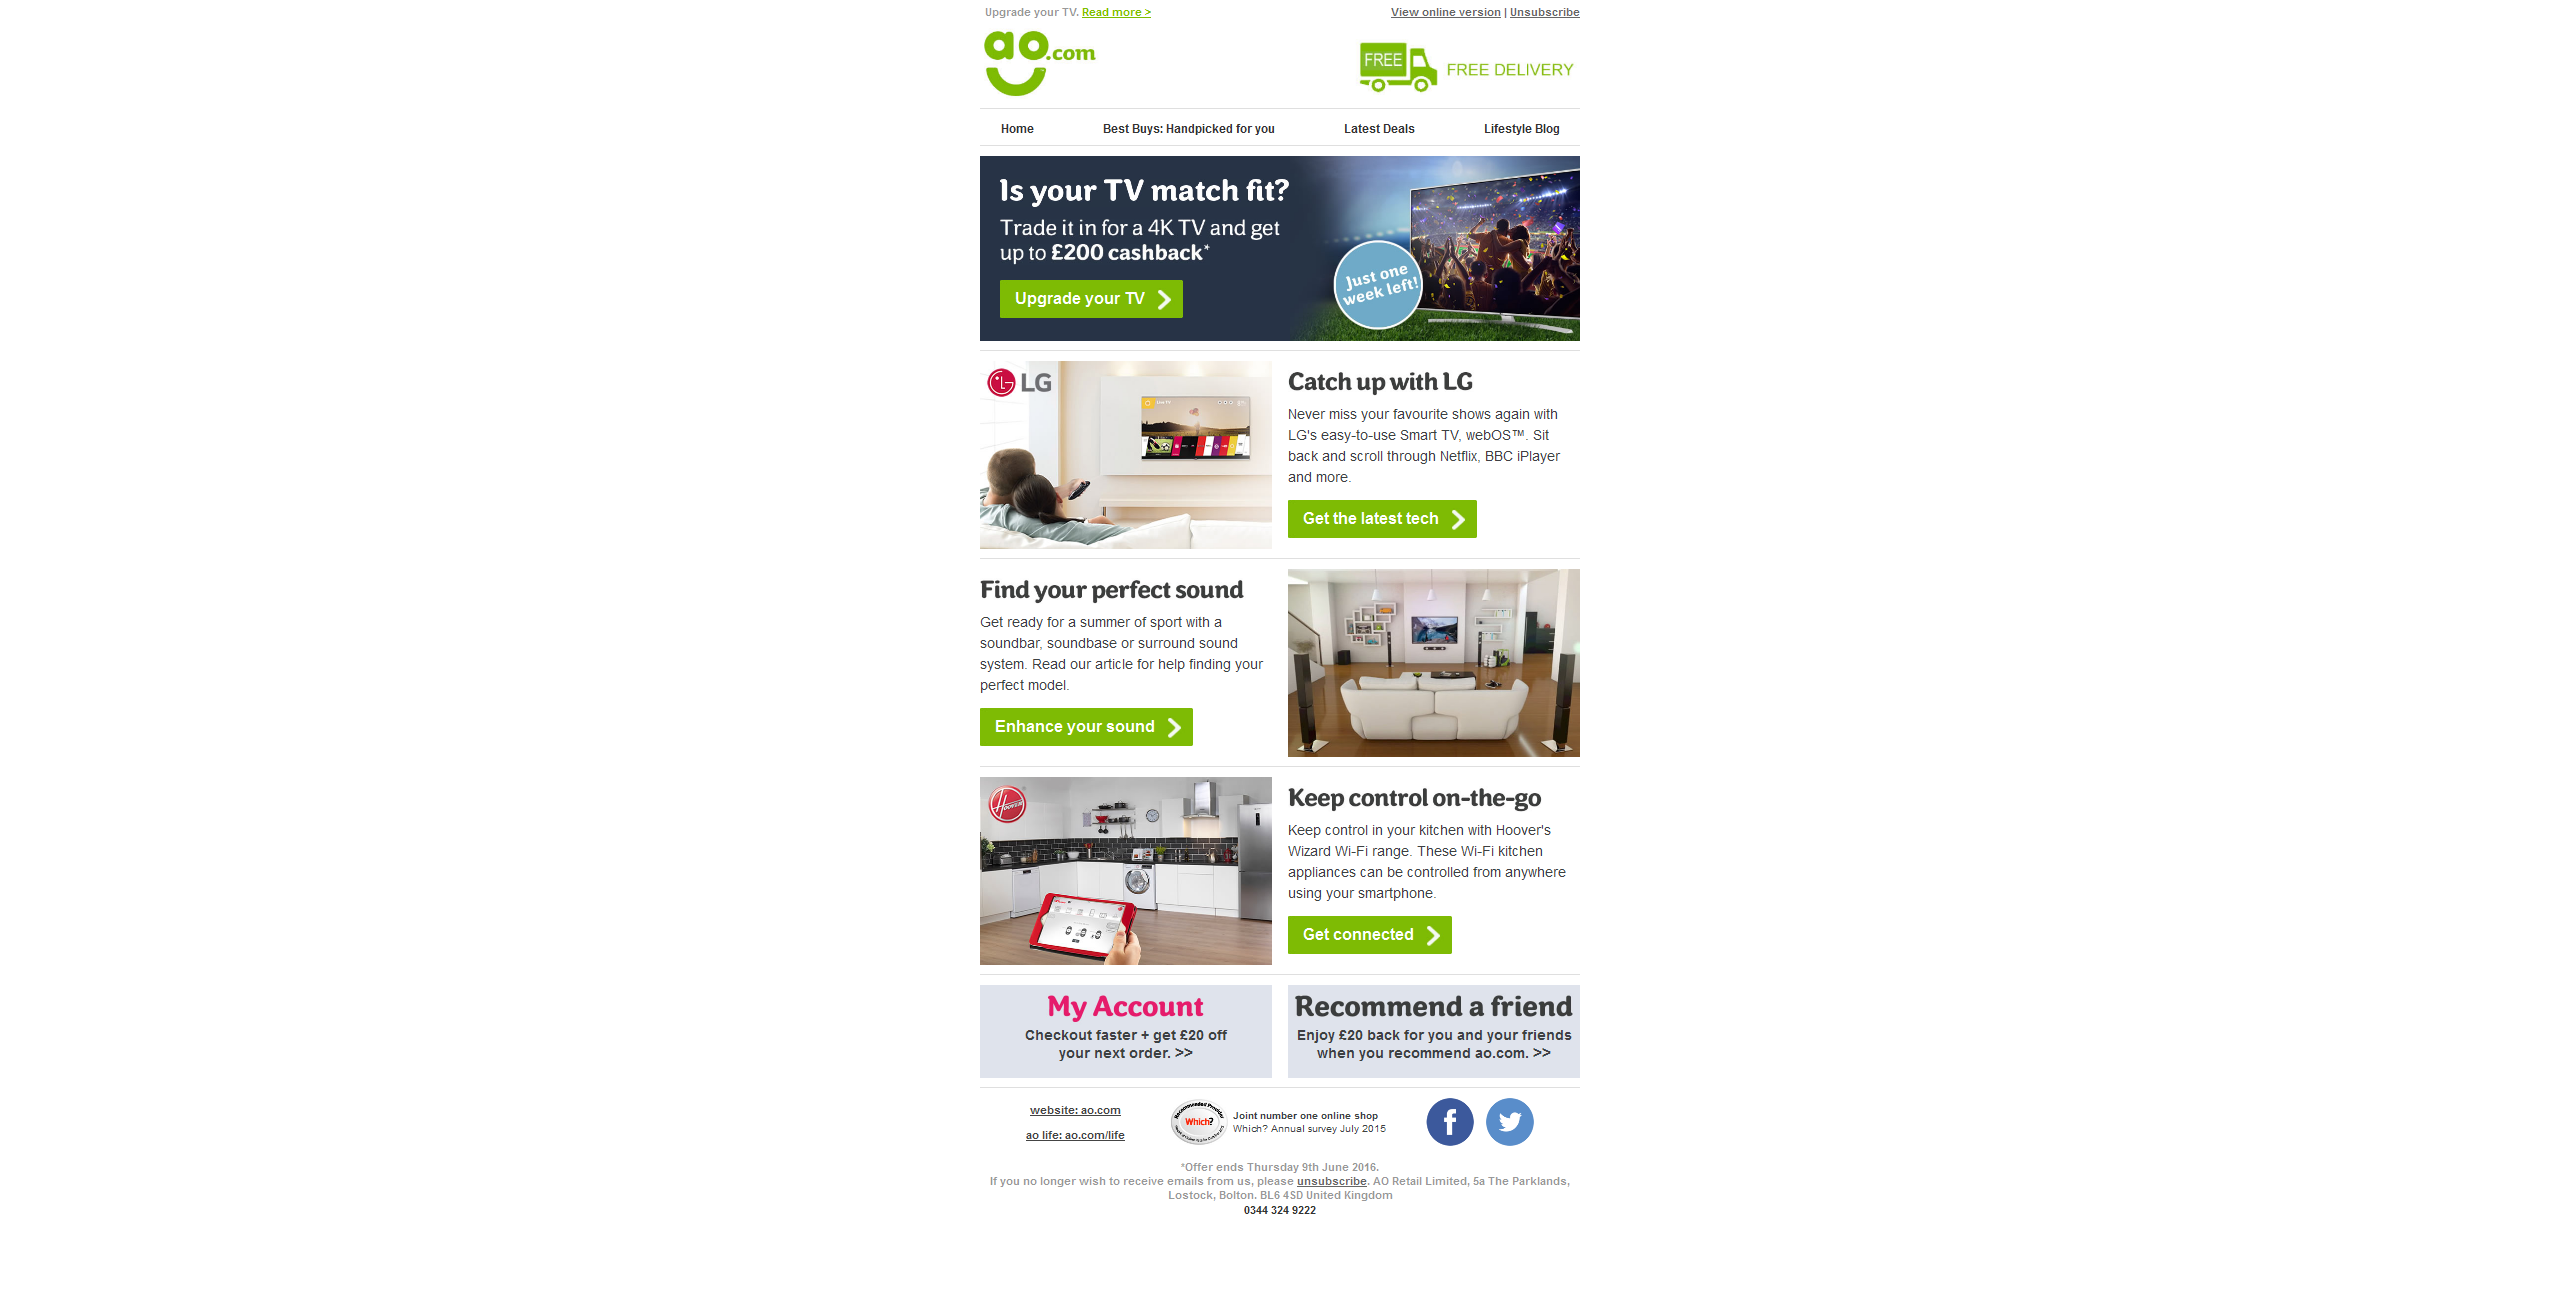 Upgrade your TV. Read more >
View online version | Unsubscribe
ao.com
FREE
FREE DELIVERY
Home
Best Buys: Handpicked for you
Latest Deals
Lifestyle Blog
Is your TV match fit?
Trade it in for a 4K TV and get
up to £200 cashback*
Upgrade your TV
Just one
week left!
LG
Catch up with LG
Never miss your favourite shows again with
LG's easy-to-use Smart TV, webOS™. Sit
back and scroll through Netflix, BBC iPlayer
and more.
Get the latest tech
Find your perfect sound
Get ready for a summer of sport with a
soundbar, soundbase or surround sound
system. Read our article for help finding your
perfect model.
Enhance your sound
Hoover
Keep control on-the-go
Keep control in your kitchen with Hoover's
Wizard Wi-Fi range. These Wi-Fi kitchen
appliances can be controlled from anywhere
using your smartphone.
Get connected
My Account
Checkout faster + get £20 off
your next order. >>
Recommend a friend
Enjoy £20 back for you and your friends
when you recommend ao.com. >>
website: ao.com
ao life: ao.com/life
Recommended Provider
Which?
Joint number one online shop
Which? Annual survey July 2015
*Offer ends Thursday 9th June 2016.
If you no longer wish to receive emails from us, please unsubscribe. AO Retail Limited, 5a The Parklands,
Lostock, Bolton. BL6 4SD United Kingdom
0344 324 9222